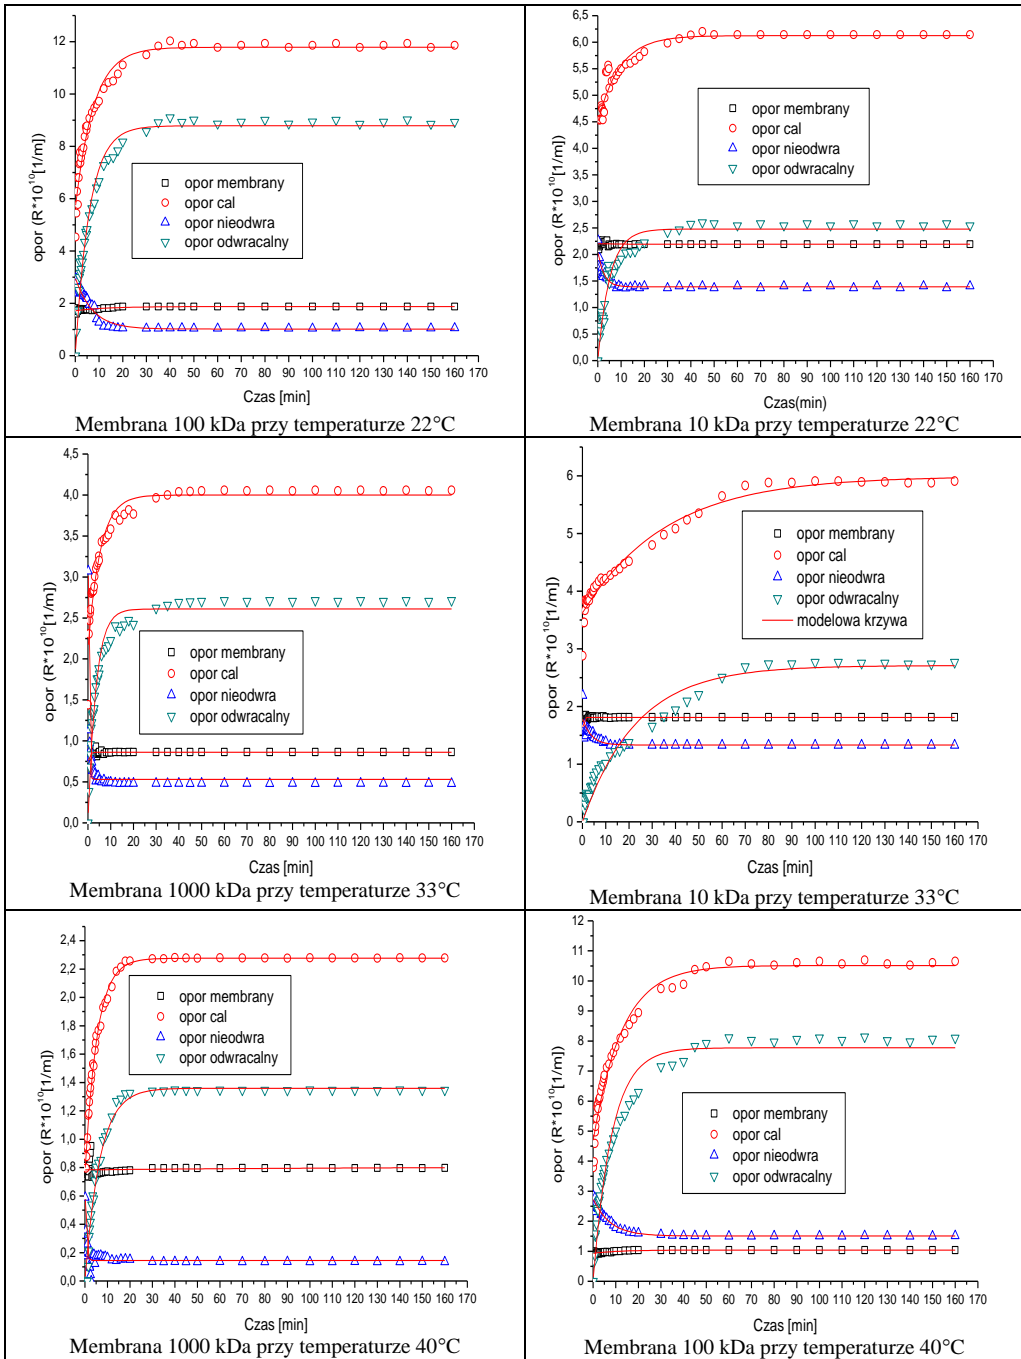 12
10
8
6
4
2
0
opor (R*10^10[1/m])
opor membrany
opor cal
opor nieodwra
opor odwracalny
0 10 20 30 40 50 60 70 80 90 100 110 120 130 140 150 160 170
Czas [min]
Membrana 100 kDa przy temperaturze 22°C
6,5
6,0
5,5
5,0
4,5
4,0
3,5
3,0
2,5
2,0
1,5
1,0
0,5
0,0
opor (R*10^10[1/m])
opor membrany
opor cal
opor nieodwra
opor odwracalny
0 10 20 30 40 50 60 70 80 90 100 110 120 130 140 150 160 170
Czas(min)
Membrana 10 kDa przy temperaturze 22°C
4,5
4,0
3,5
3,0
2,5
2,0
1,5
1,0
0,5
0,0
opor (R*10^10[1/m])
opor membrany
opor cal
opor nieodwra
opor odwracalny
0 10 20 30 40 50 60 70 80 90 100 110 120 130 140 150 160 170
Czas [min]
Membrana 1000 kDa przy temperaturze 33°C
6
5
4
3
2
1
0
opor (R*10^10[1/m])
opor membrany
opor cal
opor nieodwra
opor odwracalny
modelowa krzywa
0 10 20 30 40 50 60 70 80 90 100 110 120 130 140 150 160 170
Czas [min]
Membrana 10 kDa przy temperaturze 33°C
2,4
2,2
2,0
1,8
1,6
1,4
1,2
1,0
0,8
0,6
0,4
0,2
0,0
opor (R*10^10[1/m])
opor membrany
opor cal
opor nieodwra
opor odwracalny
0 10 20 30 40 50 60 70 80 90 100 110 120 130 140 150 160 170
Czas [min]
Membrana 1000 kDa przy temperaturze 40°C
12
11
10
9
8
7
6
5
4
3
2
1
0
opor (R*10^10[1/m])
opor membrany
opor cal
opor nieodwra
opor odwracalny
0 10 20 30 40 50 60 70 80 90 100 110 120 130 140 150 160 170
Czas [min]
Membrana 100 kDa przy temperaturze 40°C